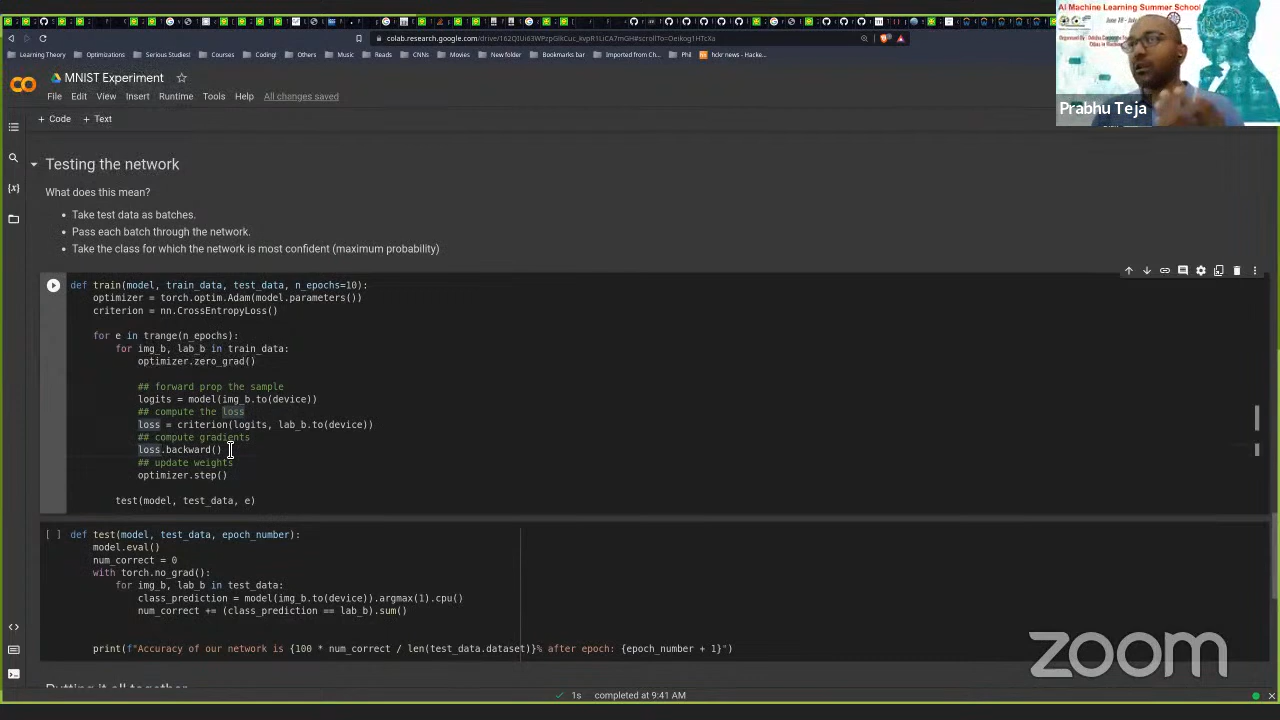 colab.research.google.com
AI Machine Learning Summer School
Prabhu Teja
MNIST Experiment
File Edit View Insert Runtime Tools Help All changes saved
+ Code + Text
Testing the network
What does this mean?
• Take test data as batches.
• Pass each batch through the network.
• Take the class for which the network is most confident (maximum probability)
def train(model, train_data, test_data, n_epochs=10):
optimizer = torch.optim.Adam(model.parameters())
criterion = nn.CrossEntropyLoss()
for e in trange(n_epochs):
for img_b, lab_b in train_data:
optimizer.zero_grad()
## forward prop the sample
logits = model(img_b.to(device))
## compute the loss
loss = criterion(logits, lab_b.to(device))
## compute gradients
loss.backward()
## update weights
optimizer.step()
test(model, test_data, e)
[ ] def test(model, test_data, epoch_number):
model.eval()
num_correct = 0
with torch.no_grad():
for img_b, lab_b in test_data:
class_prediction = model(img_b.to(device)).argmax(1).cpu()
num_correct += (class_prediction == lab_b).sum()
print(f"Accuracy of our network is {100 * num_correct / len(test_data.dataset)}% after epoch: {epoch_number + 1}")
Putting it all together
zoom
1s completed at 9:41 AM